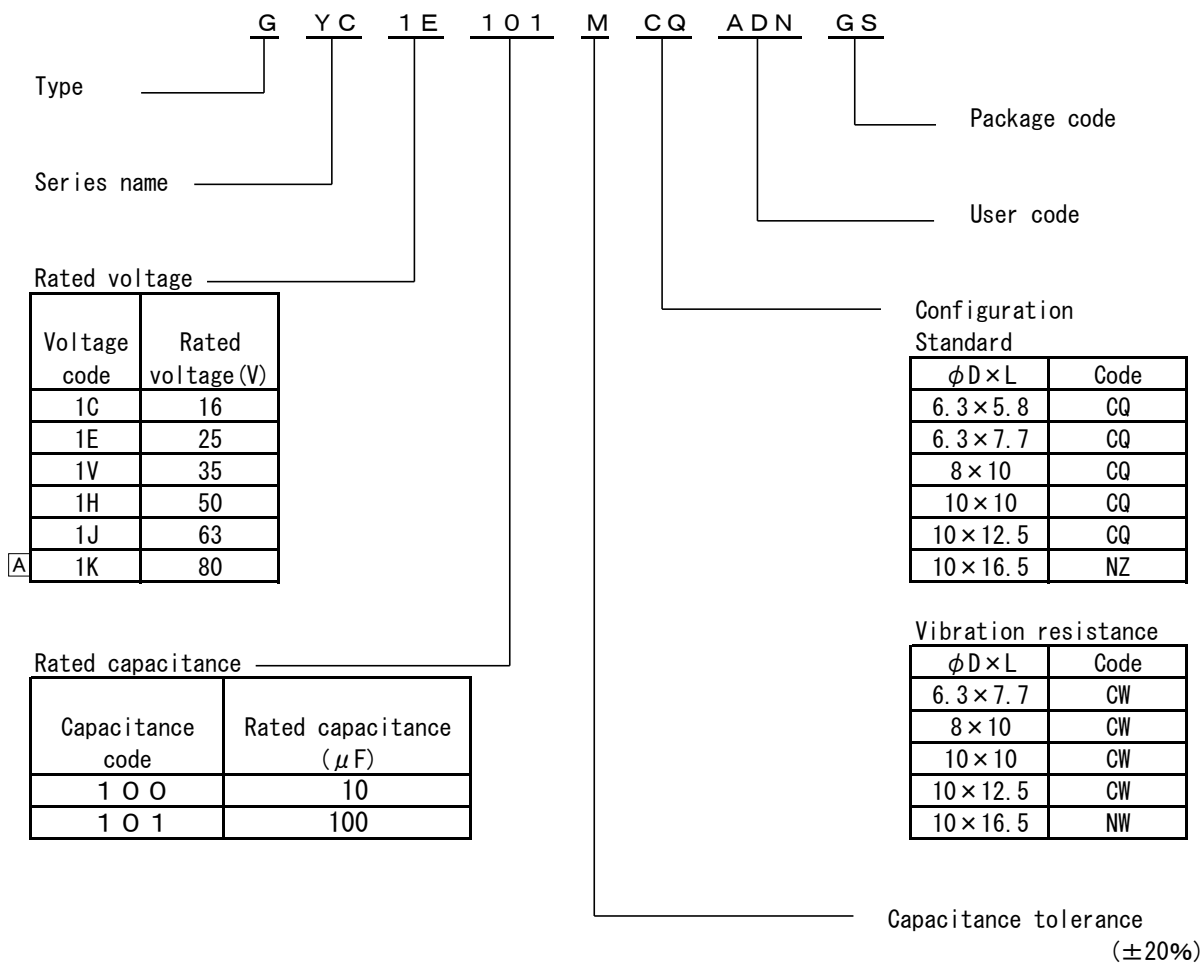 G YC 1E 101 M CQ ADN GS
Type
Package code
Series name
User code
Rated voltage
Voltage code Rated voltage(V)
1C 16
1E 25
1V 35
1H 50
1J 63
A 1K 80
Configuration
Standard
φD×L Code
6.3×5.8 CQ
6.3×7.7 CQ
8×10 CQ
10×10 CQ
10×12.5 CQ
10×16.5 NZ
Vibration resistance
φD×L Code
6.3×7.7 CW
8×10 CW
10×10 CW
10×12.5 CW
10×16.5 NW
Rated capacitance
Capacitance code Rated capacitance (μF)
100 10
101 100
Capacitance tolerance
(±20%)